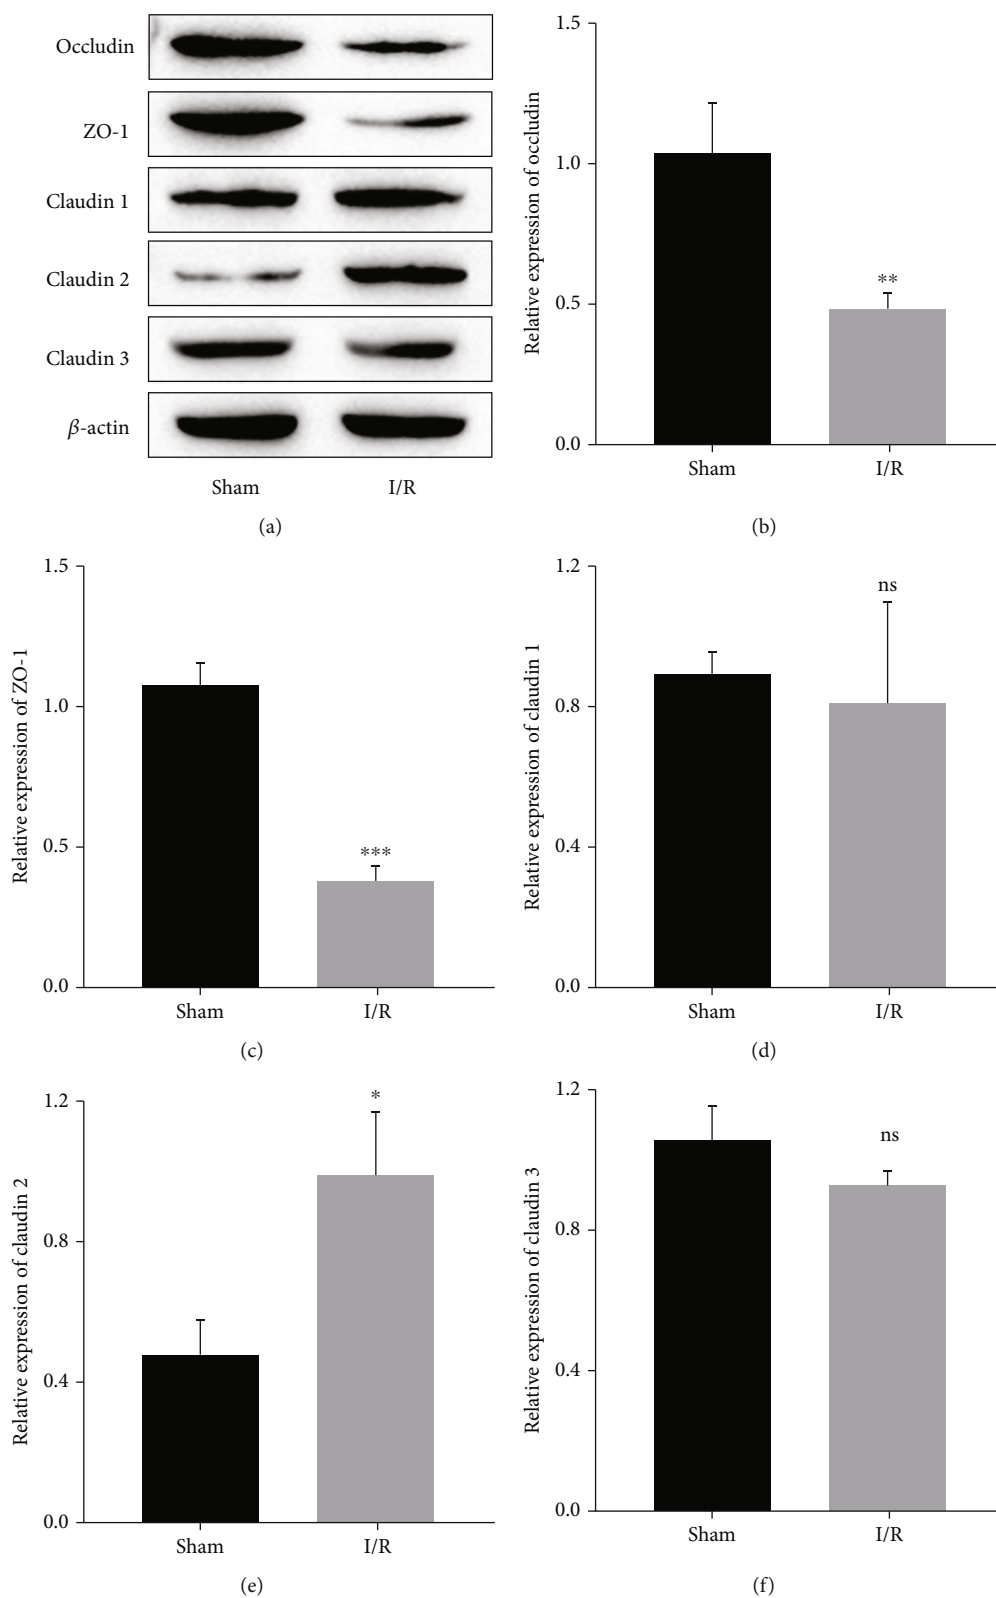 Occludin
ZO-1
Claudin 1
Claudin 2
Claudin 3
β-actin
Sham I/R
(a)
Relative expression of occludin
1.5
1.0
0.5
0.0
**
Sham I/R
(b)
Relative expression of ZO-1
1.5
1.0
0.5
0.0
***
Sham I/R
(c)
Relative expression of claudin 1
1.2
0.8
0.4
0.0
ns
Sham I/R
(d)
Relative expression of claudin 2
1.2
0.8
0.4
0.0
*
Sham I/R
(e)
Relative expression of claudin 3
1.2
0.8
0.4
0.0
ns
Sham I/R
(f)